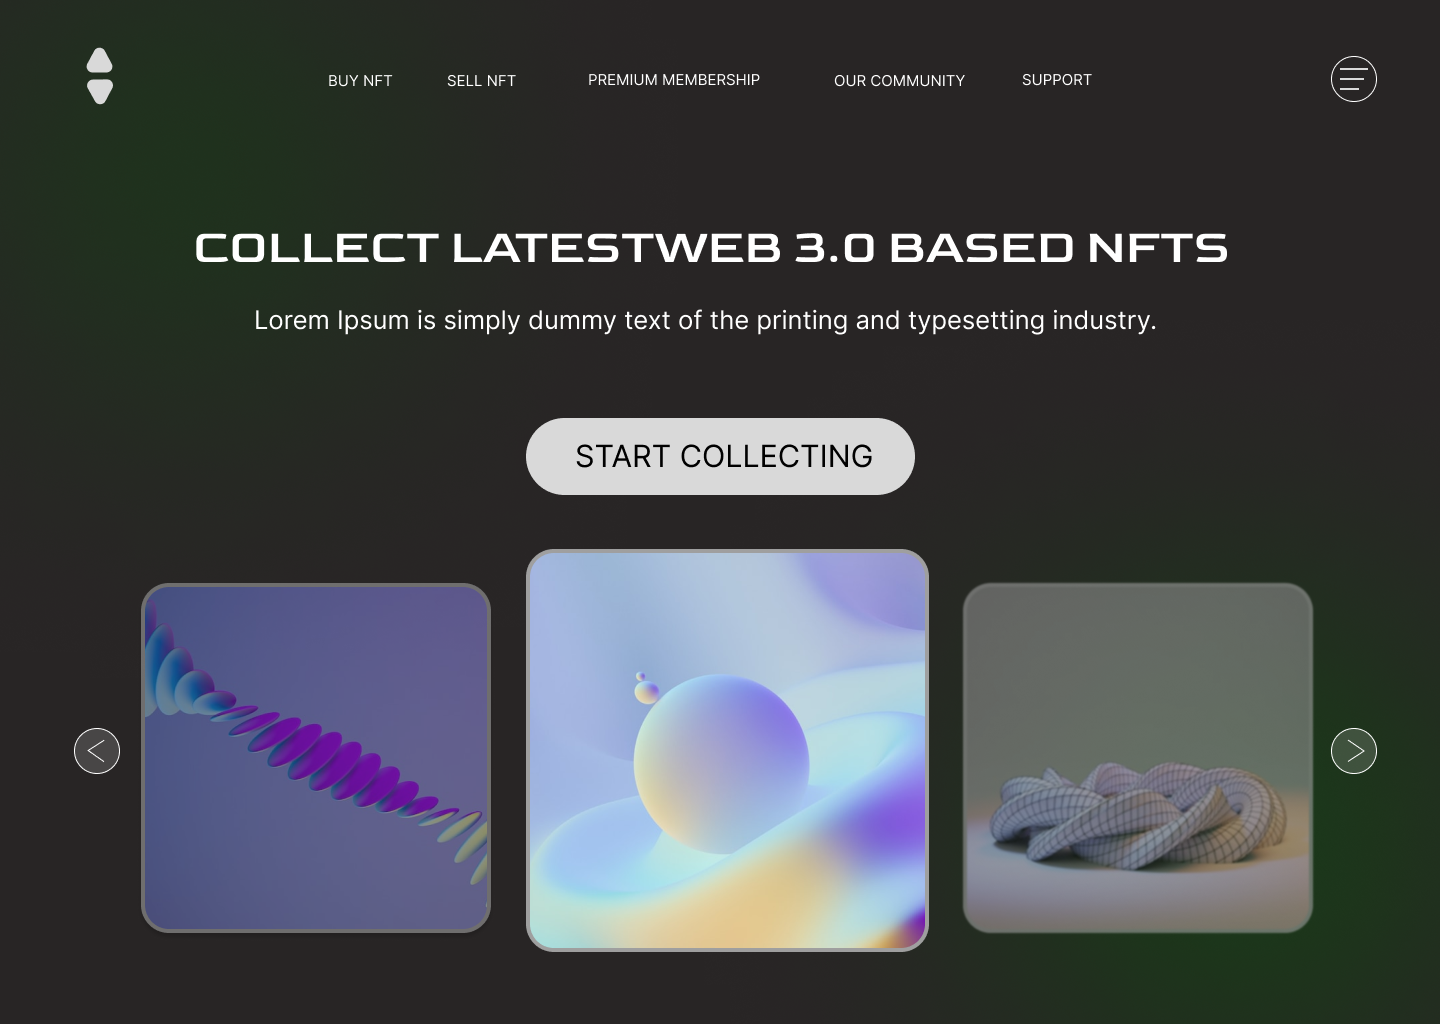 BUY NFT SELL NFT PREMIUM MEMBERSHIP OUR COMMUNITY SUPPORT
COLLECT LATESTWEB 3.0 BASED NFTS
Lorem Ipsum is simply dummy text of the printing and typesetting industry.
START COLLECTING